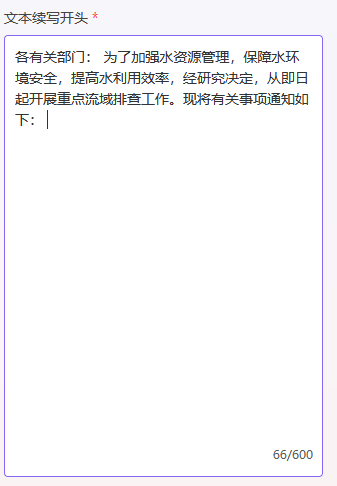 文本续写开头 *
各有关部门： 为了加强水资源管理，保障水环
境安全，提高水利用效率，经研究决定，从即日
起开展重点流域排查工作。现将有关事项通知如
下：
66/600